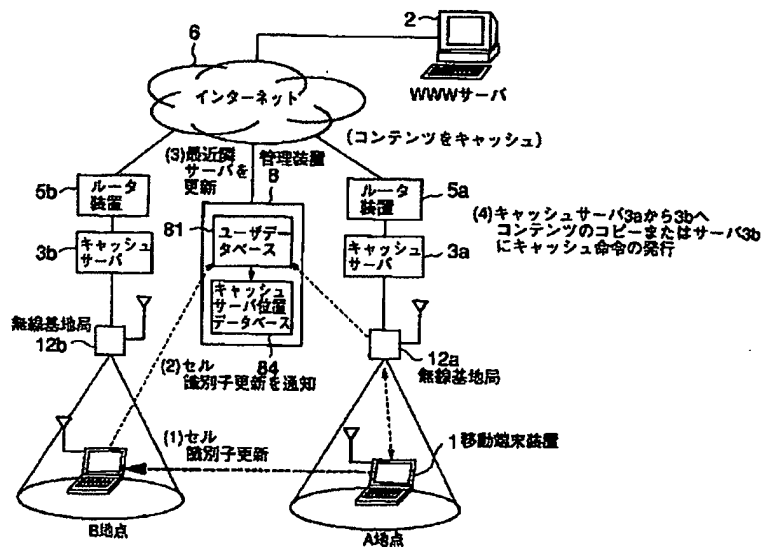 2
6
WWWサーバ
インターネット
(コンテンツをキャッシュ)
(3)最近隣
サーバを
更新
管理装置
8
5b
ルータ
装置
5a
ルータ
装置
(4)キャッシュサーバ3aから3bへ
コンテンツのコピーまたはサーバ3b
にキャッシュ命令の発行
81
ユーザデー
タベース
3b
キャッシュ
サーバ
キャッシュ
サーバ
3a
キャッシュ
サーバ位置
データベース
84
無線基地局
12b
12a
無線基地局
(2)セル
識別子更新を通知
(1)セル
識別子更新
1 移動端末装置
B地点
A地点